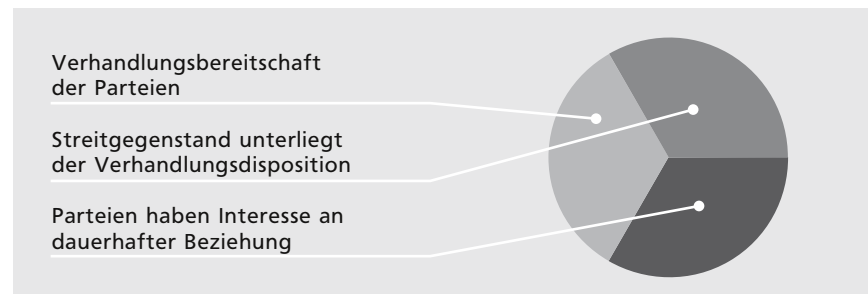 Verhandlungsbereitschaft
der Parteien
Streitgegenstand unterliegt
der Verhandlungsdisposition
Parteien haben Interesse an
dauerhafter Beziehung